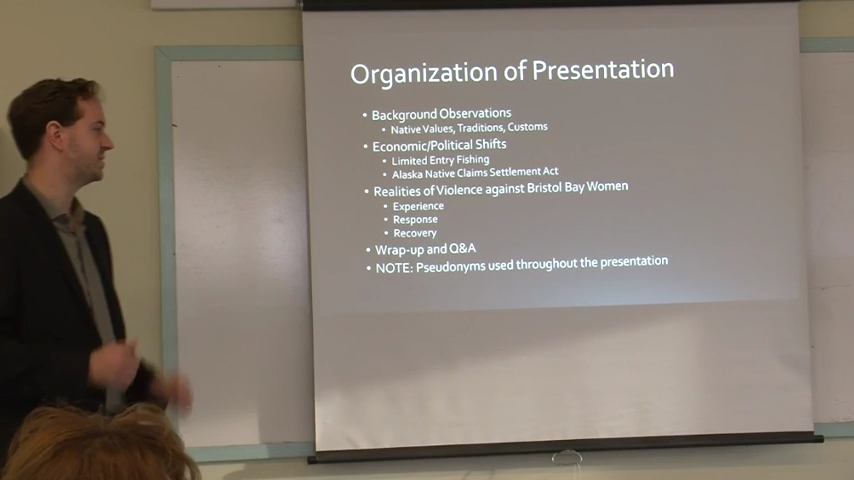 Organization of Presentation
• Background Observations
• Native Values, Traditions, Customs
• Economic/Political Shifts
• Limited Entry Fishing
• Alaska Native Claims Settlement Act
• Realities of Violence against Bristol Bay Women
• Experience
• Response
• Recovery
• Wrap-up and Q&A
• NOTE: Pseudonyms used throughout the presentation